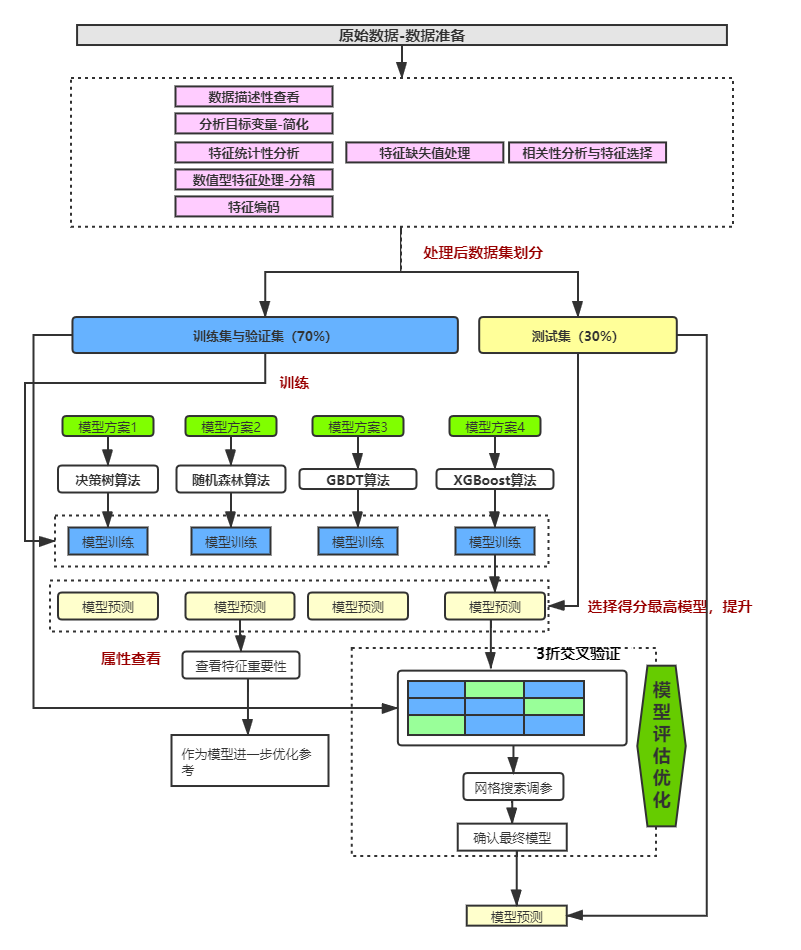 原始数据-数据准备
数据描述性查看
分析目标变量-简化
特征统计性分析
特征缺失值处理
相关性分析与特征选择
数值型特征处理-分箱
特征编码
处理后数据集划分
训练集与验证集（70%）
测试集（30%）
训练
模型方案1
模型方案2
模型方案3
模型方案4
决策树算法
随机森林算法
GBDT算法
XGBoost算法
模型训练
模型训练
模型训练
模型训练
模型预测
模型预测
模型预测
模型预测
选择得分最高模型，提升
属性查看
查看特征重要性
3折交叉验证
作为模型进一步优化参
考
模型评估优化
网格搜索调参
确认最终模型
模型预测